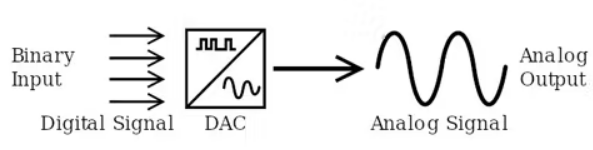 Binary
Input
Digital Signal
DAC
Analog Signal
Analog
Output